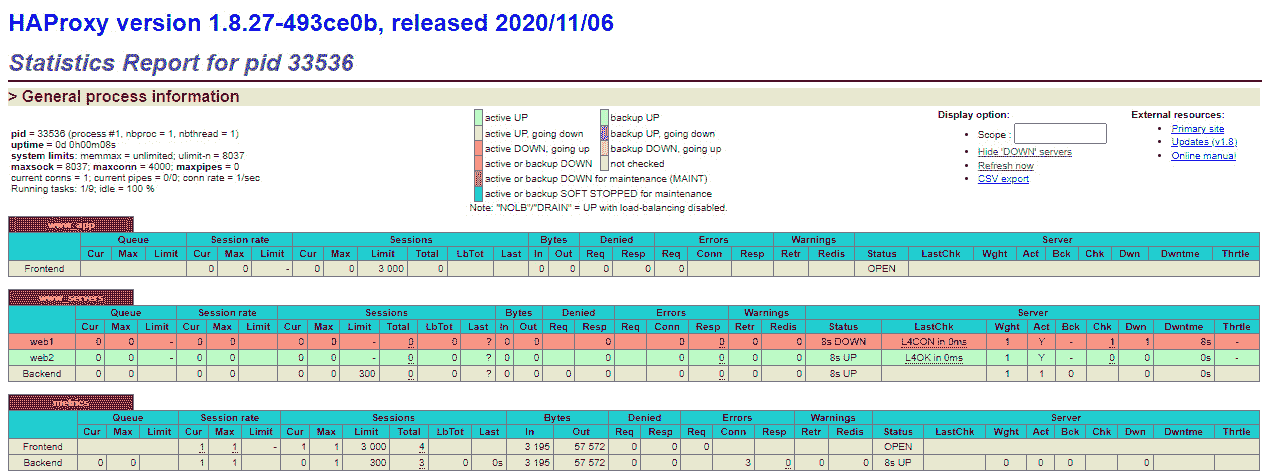 HAProxy version 1.8.27-493ce0b, released 2020/11/06
Statistics Report for pid 33536
> General process information
pid = 33536 (process #1, nbproc = 1, nbthread = 1)
uptime = 0d 0h00m08s
system limits: memmax = unlimited; ulimit-n = 8037
maxsock = 8037; maxconn = 4000; maxpipes = 0
current conns = 1; current pipes = 0/0; conn rate = 1/sec
Running tasks: 1/9; idle = 100 %
active UP backup UP
active UP, going down backup UP, going down
active DOWN, going up backup DOWN, going up
active or backup DOWN not checked
active or backup DOWN for maintenance (MAINT)
active or backup SOFT STOPPED for maintenance
Note: "NOLB"/"DRAIN" = UP with load-balancing disabled.
Display option:
• Scope :
• Hide 'DOWN' servers
• Refresh now
• CSV export
External resources:
• Primary site
• Updates (v1.8)
• Online manual
www_app
Queue Session rate Sessions Bytes Denied Errors Warnings Server
Cur Max Limit Cur Max Limit Cur Max Limit Total LbTot Last In Out Req Resp Req Conn Resp Retr Redis Status LastChk Wght Act Bck Chk Dwn Dwntme Thrtle
Frontend 0 0 - 0 0 3 000 0 0 0 0 0 0 OPEN
www_servers
Queue Session rate Sessions Bytes Denied Errors Warnings Server
Cur Max Limit Cur Max Limit Cur Max Limit Total LbTot Last In Out Req Resp Req Conn Resp Retr Redis Status LastChk Wght Act Bck Chk Dwn Dwntme Thrtle
web1 0 0 - 0 0 0 0 - 0 0 ? 0 0 0 0 0 0 0 8s DOWN L4CON in 0ms 1 Y - 1 1 8s -
web2 0 0 - 0 0 0 0 - 0 0 ? 0 0 0 0 0 0 0 8s UP L4OK in 0ms 1 Y - 0 0 0s -
Backend 0 0 0 0 0 0 300 0 0 ? 0 0 0 0 0 0 0 0 8s UP 1 1 0 0 0s
metrics
Queue Session rate Sessions Bytes Denied Errors Warnings Server
Cur Max Limit Cur Max Limit Cur Max Limit Total LbTot Last In Out Req Resp Req Conn Resp Retr Redis Status LastChk Wght Act Bck Chk Dwn Dwntme Thrtle
Frontend 1 1 - 1 1 3 000 4 3 195 57 572 0 0 0 OPEN
Backend 0 0 1 1 0 1 300 3 0 0s 3 195 57 572 0 0 3 0 0 0 8s UP 0 0 0 0